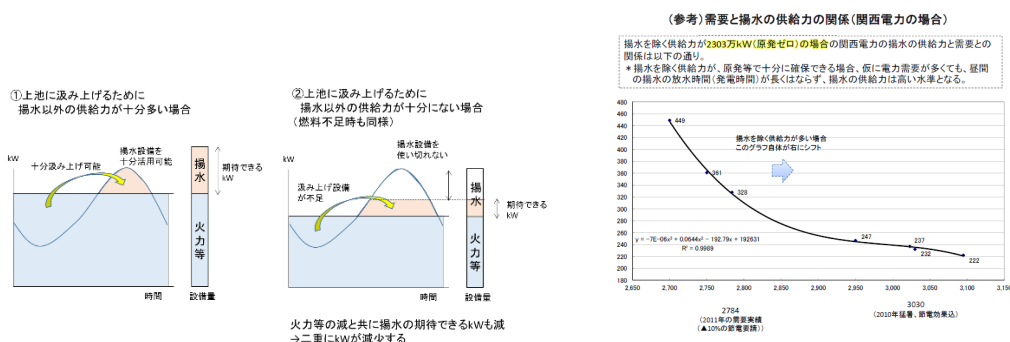 ①上池に汲み上げるために
揚水以外の供給力が十分多い場合
kW
十分汲み上げ可能
揚水設備を
十分活用可能
揚水
期待できる
kW
火力等
時間
設備量
②上池に汲み上げるために
揚水以外の供給力が十分にない場合
(燃料不足時も同様)
kW
揚水設備を
使い切れない
汲み上げ設備
が不足
揚水
期待できる
kW
火力等
時間
設備量
火力等の減と共に揚水の期待できるkWも減
→二重にkWが減少する
(参考)需要と揚水の供給力の関係(関西電力の場合)
揚水を除く供給力が2303万kW(原発ゼロ)の場合の関西電力の揚水の供給力と需要との
関係は以下の通り。
*揚水を除く供給力が、原発等で十分に確保できる場合、仮に電力需要が多くても、昼間
の揚水の放水時間(発電時間)が長くはならず、揚水の供給力は高い水準となる。
480
460
440
420
400
380
360
340
320
300
280
260
240
220
200
180
449
361
328
247
237
232
222
揚水を除く供給力が多い場合
このグラフ自体が右にシフト
y = -7E-06x³ + 0.0644x² - 192.79x + 192631
R² = 0.9989
2,650 2,700 2,750 2,800 2,850 2,900 2,950 3,000 3,050 3,100 3,150
2784
(2011年の需要実績
(▲10%の節電要請))
3030
(2010年猛暑、節電効果込)